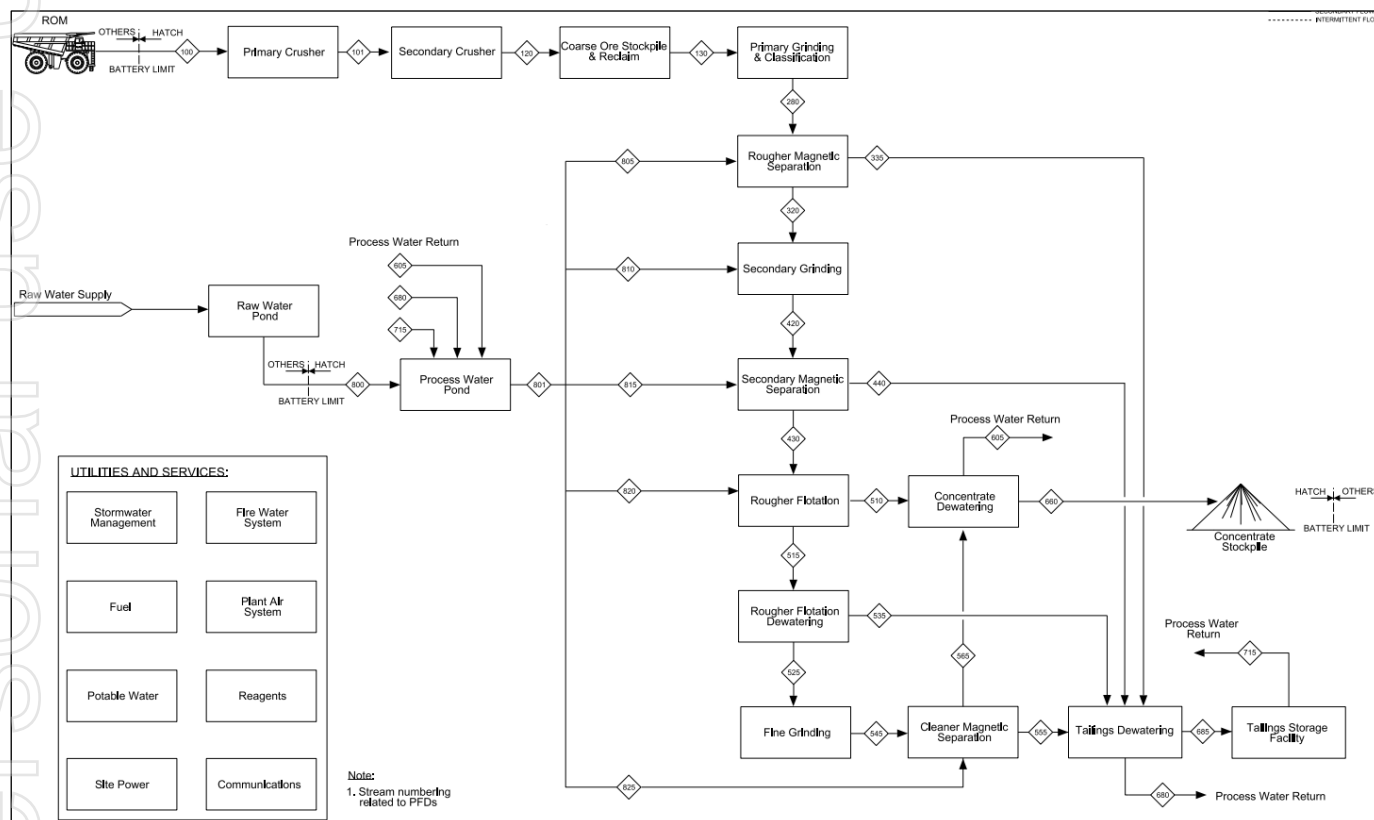 SECONDARY FLOW
INTERMITTENT FLO
ROM
OTHERS HATCH
BATTERY LIMIT
100
Primary Crusher
101
Secondary Crusher
120
Coarse Ore Stockpile
& Reclaim
130
Primary Grinding
& Classification
280
805
Rougher Magnetic
Separation
335
320
Process Water Return
605
680
715
810
Secondary Grinding
Raw Water Supply
Raw Water
Pond
420
OTHERS HATCH
BATTERY LIMIT
800
Process Water
Pond
801
815
Secondary Magnetic
Separation
440
430
Process Water Return
605
820
Rougher Flotation
510
Concentrate
Dewatering
660
Concentrate
Stockpile
HATCH OTHERS
BATTERY LIMIT
515
Rougher Flotation
Dewatering
535
525
565
Process Water
Return
715
Fine Grinding
545
Cleaner Magnetic
Separation
555
Tailings Dewatering
685
Tailings Storage
Facility
825
680
Process Water Return
UTILITIES AND SERVICES:
Stormwater
Management
Fire Water
System
Fuel
Plant Air
System
Potable Water
Reagents
Site Power
Communications
Note:
1. Stream numbering
related to PFDs
ersonal use o